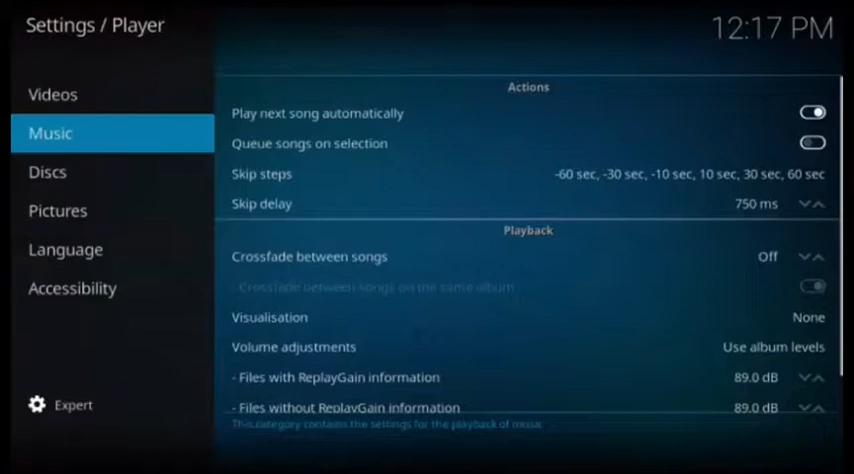 Settings / Player
12:17 PM
Videos
Music
Discs
Pictures
Language
Accessibility
Expert
Actions
Play next song automatically
Queue songs on selection
Skip steps -60 sec, -30 sec, -10 sec, 10 sec, 30 sec, 60 sec
Skip delay 750 ms
Playback
Crossfade between songs Off
- Crossfade between songs on the same album
Visualisation None
Volume adjustments Use album levels
- Files with ReplayGain information 89.0 dB
- Files without ReplayGain information 89.0 dB
This category contains the settings for the playback of music